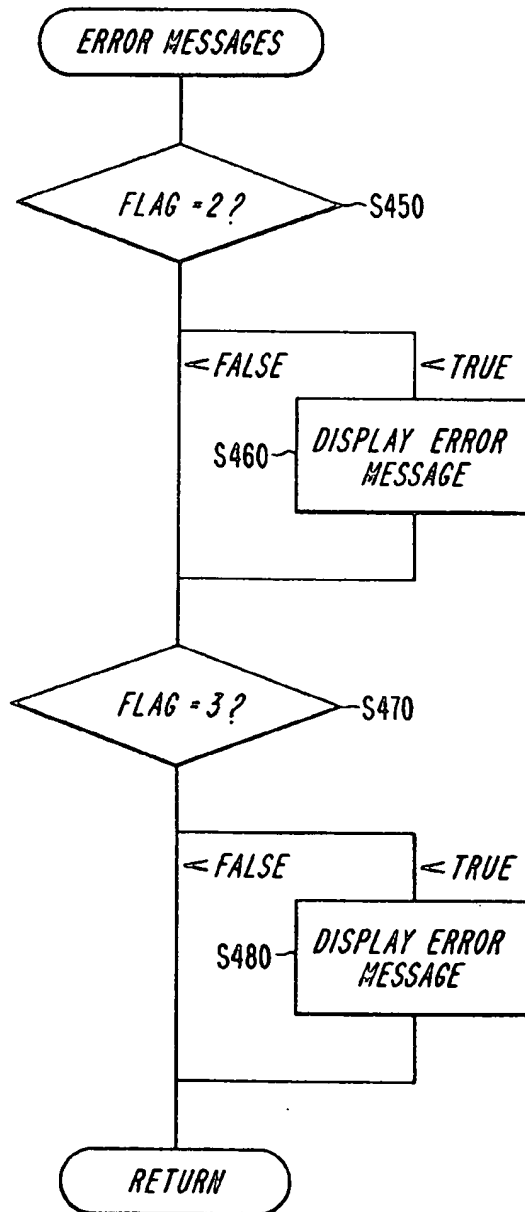 ERROR MESSAGES
FLAG = 2?
S450
< FALSE
< TRUE
S460
DISPLAY ERROR
MESSAGE
FLAG = 3?
S470
< FALSE
< TRUE
S480
DISPLAY ERROR
MESSAGE
RETURN